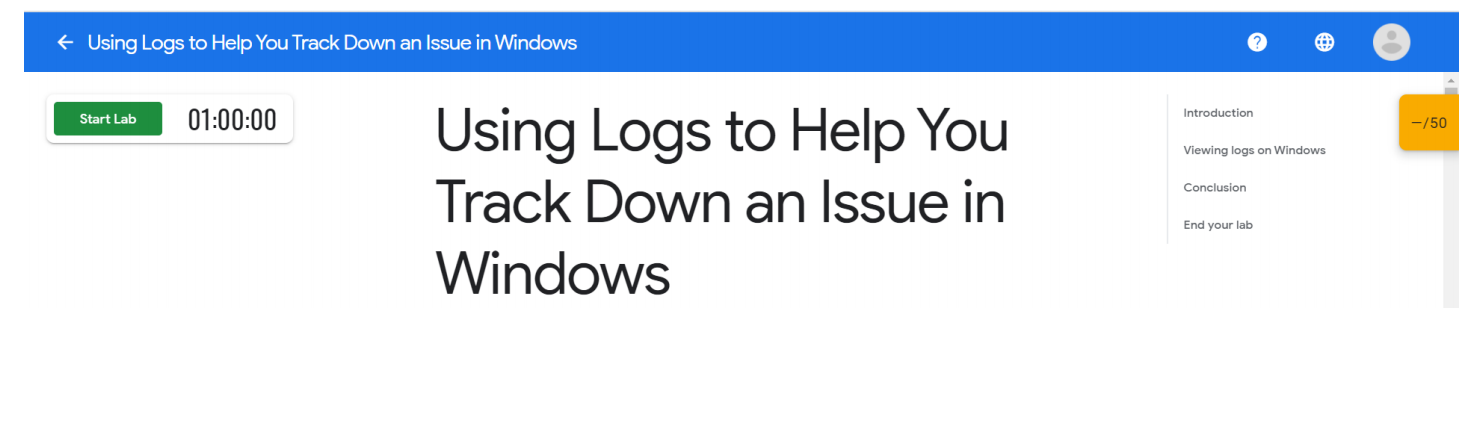 Using Logs to Help You Track Down an Issue in Windows
Start Lab
01:00:00
Using Logs to Help You
Track Down an Issue in
Windows
Introduction
Viewing logs on Windows
Conclusion
End your lab
–/50